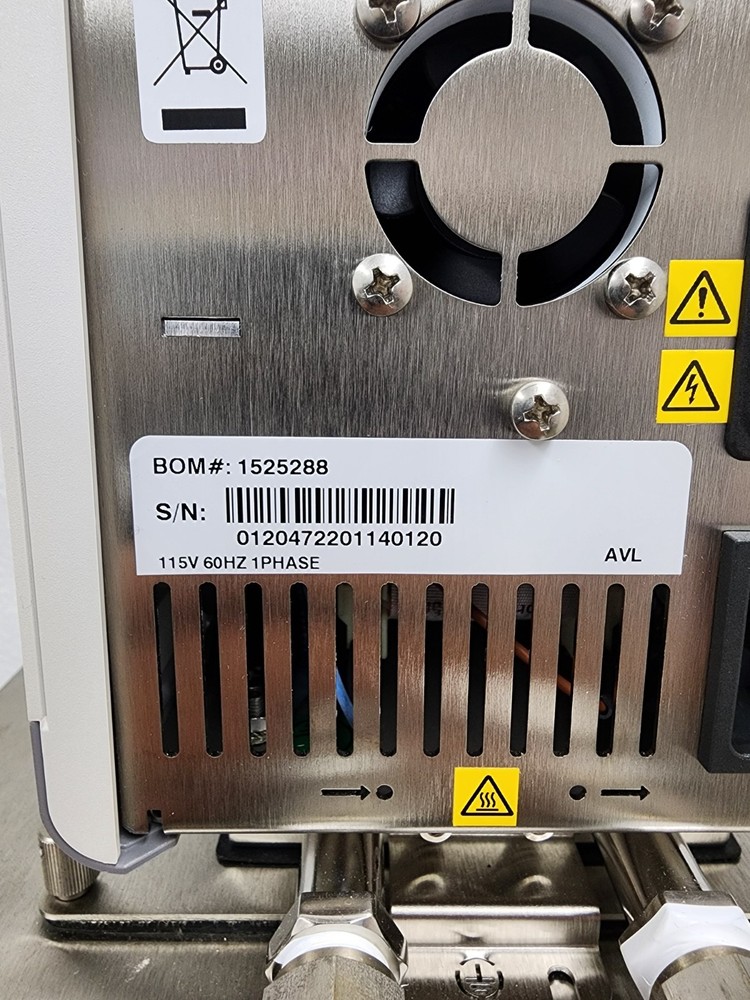 BOM#: 1525288
S/N:
0120472201140120
115V 60HZ 1PHASE
AVL